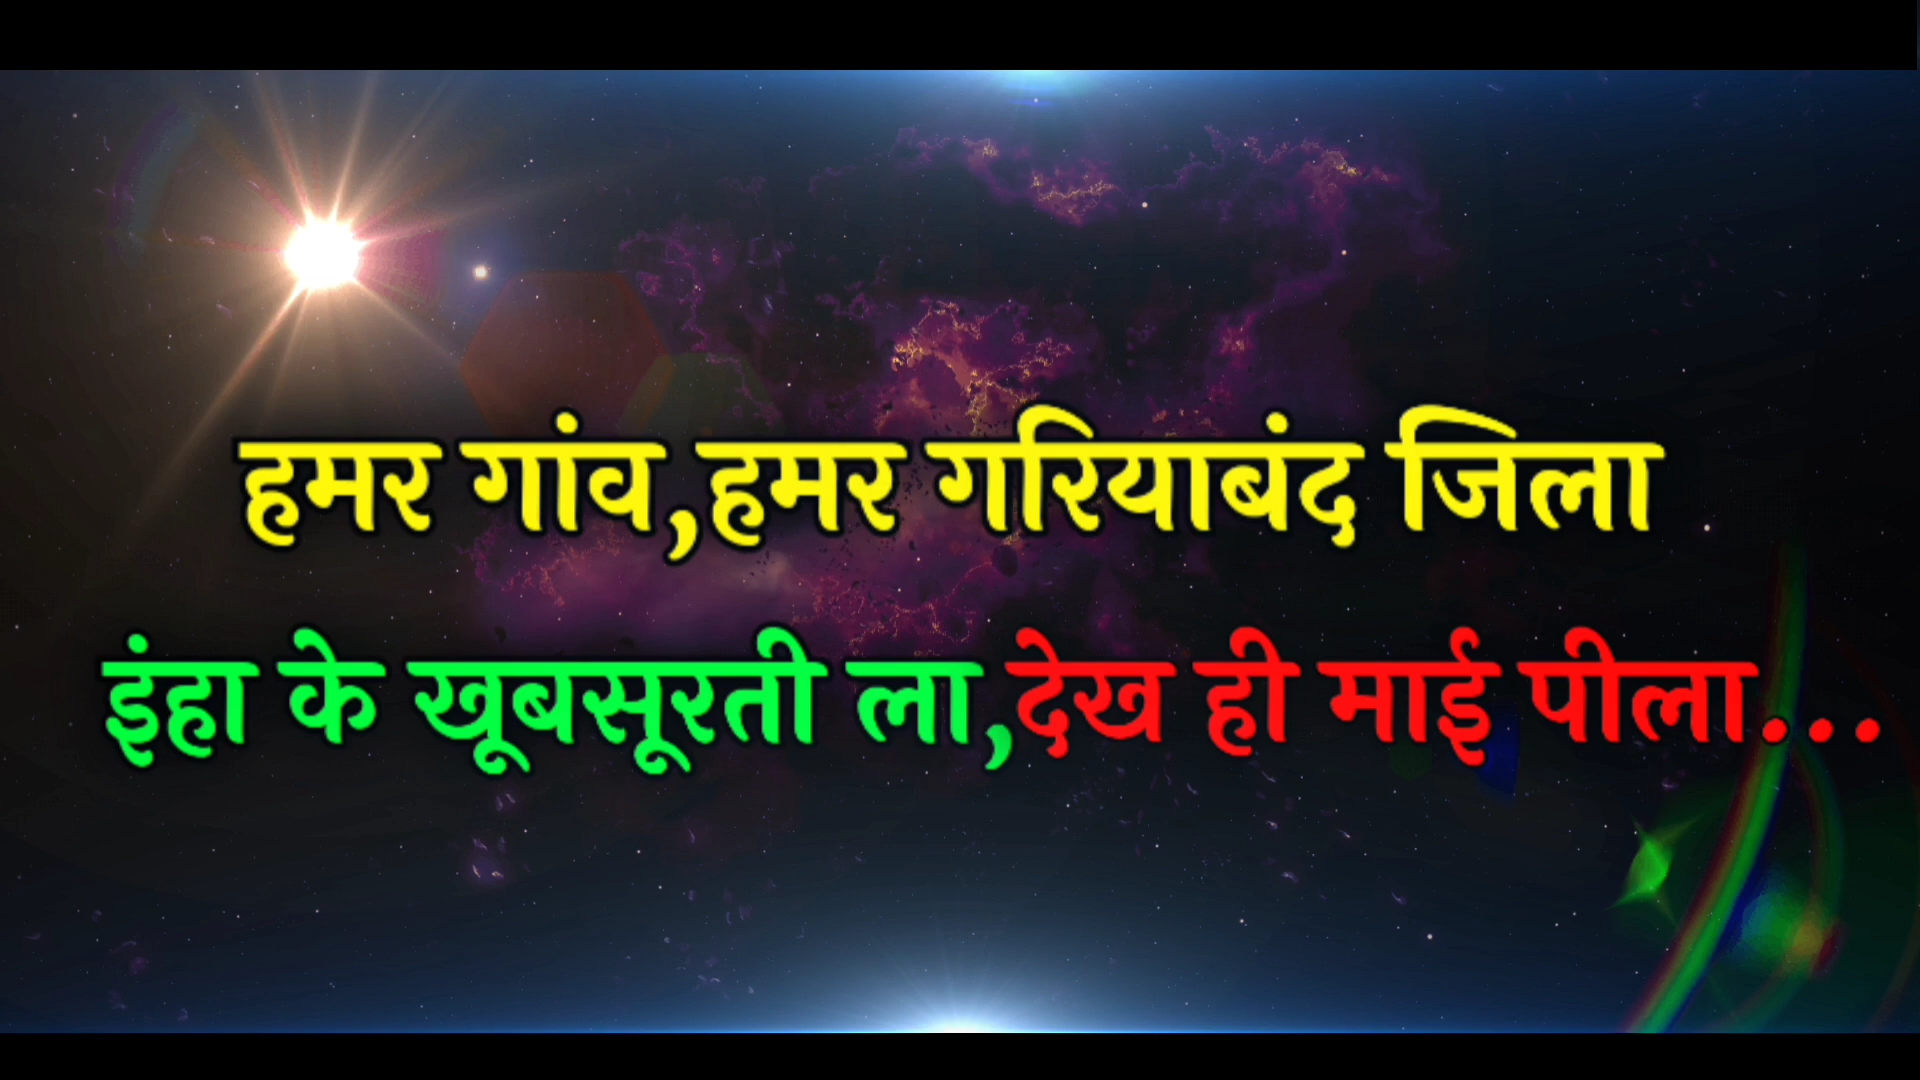 हमर गांव,हमर गरियाबंद जिला
इंहा के खूबसूरती ला,देख ही माई पीला...